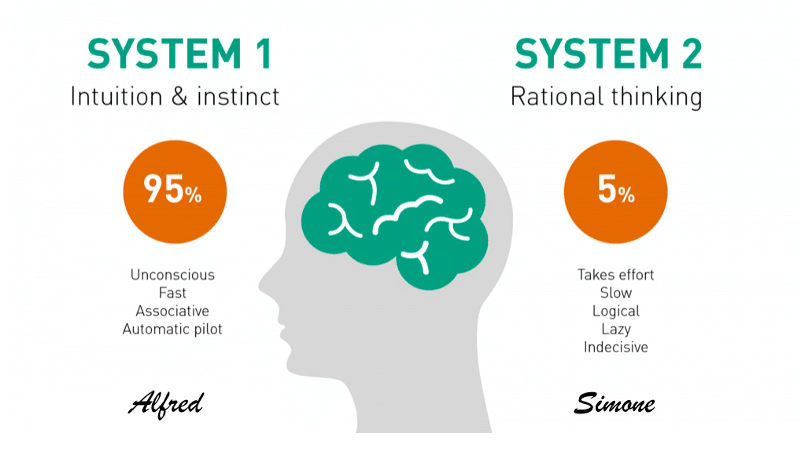 SYSTEM 1
Intuition & instinct
95%
Unconscious
Fast
Associative
Automatic pilot
Alfred
SYSTEM 2
Rational thinking
5%
Takes effort
Slow
Logical
Lazy
Indecisive
Simone